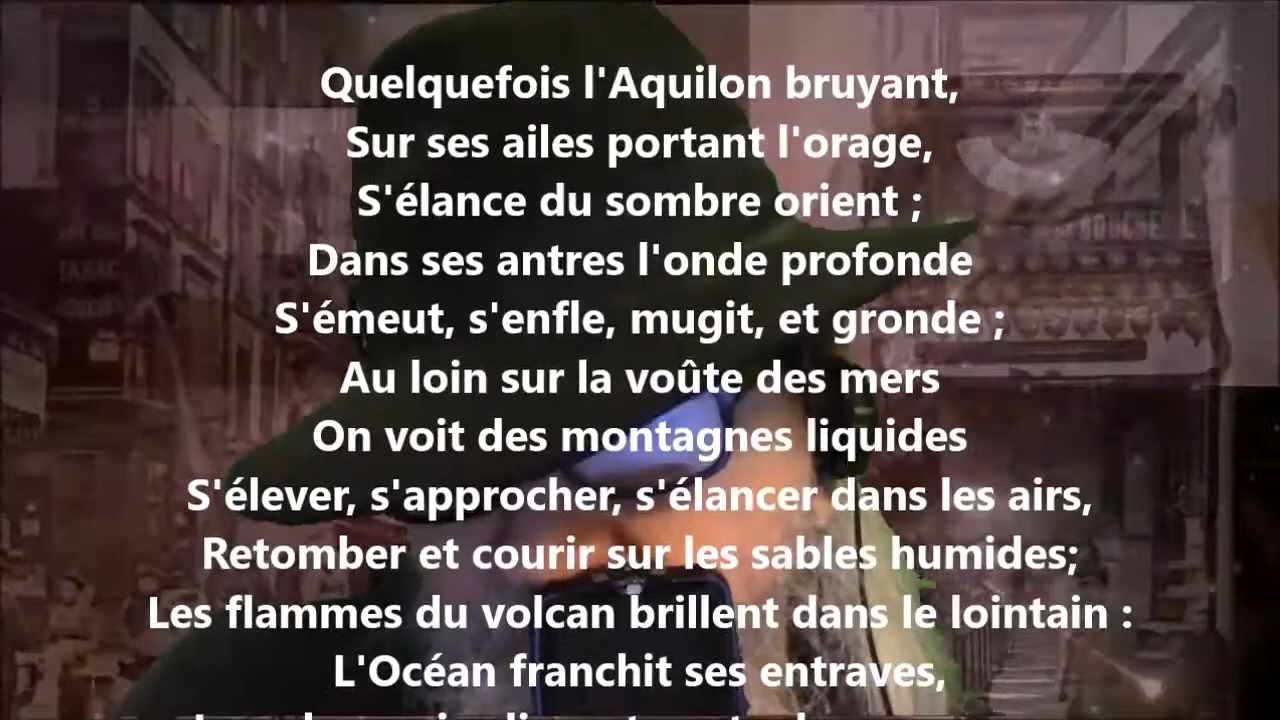 Quelquefois l'Aquilon bruyant,
Sur ses ailes portant l'orage,
S'élance du sombre orient ;
Dans ses antres l'onde profonde
S'émeut, s'enfle, mugit, et gronde ;
Au loin sur la voûte des mers
On voit des montagnes liquides
S'élever, s'approcher, s'élancer dans les airs,
Retomber et courir sur les sables humides;
Les flammes du volcan brillent dans le lointain :
L'Océan franchit ses entraves,
TABAC